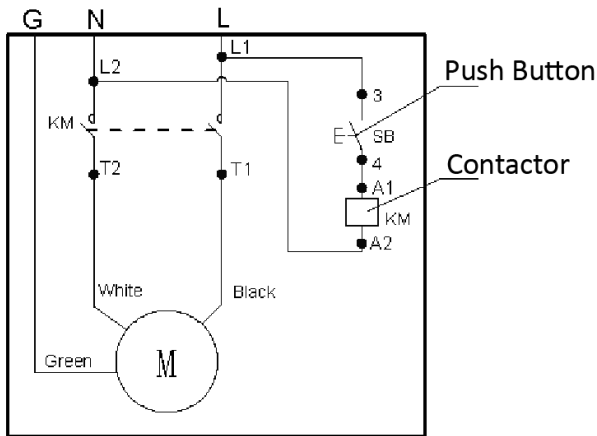 G N L
L1
L2
3
Push Button
KM
E
SB
4
Contactor
T2
T1
A1
KM
A2
White
Black
Green
M